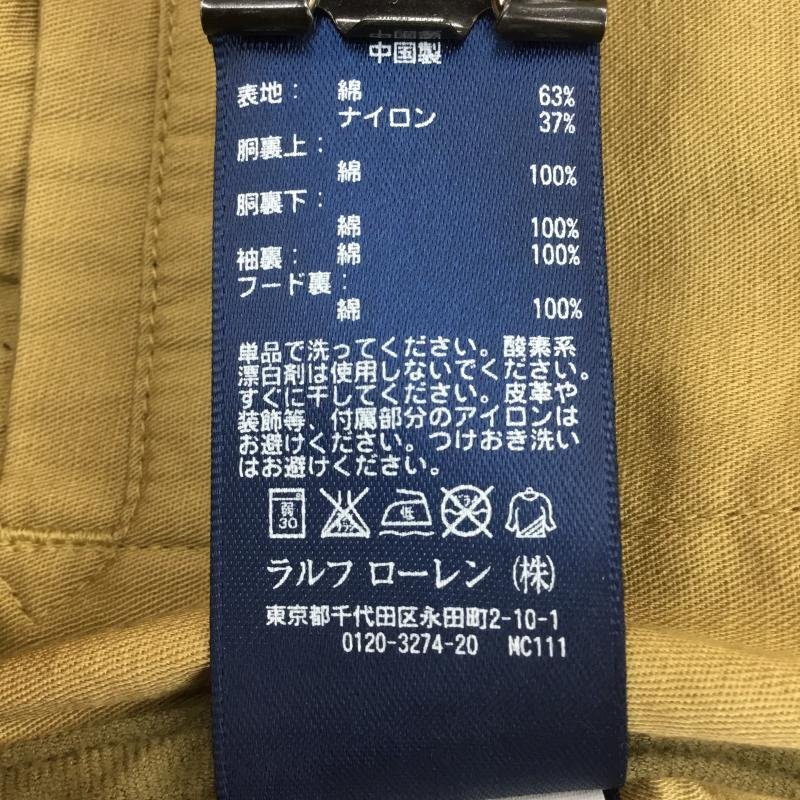 中国製
表地： 綿 63%
ナイロン 37%
胴裏上：
綿 100%
胴裏下：
綿 100%
袖裏： 綿 100%
フード裏：
綿 100%
単品で洗ってください。酸素系
漂白剤は使用しないでください。
すぐに干してください。皮革や
装飾等、付属部分のアイロンは
お避けください。つけおき洗い
はお避けください。
弱 30 低
ラルフ ローレン （株）
東京都千代田区永田町2-10-1
0120-3274-20 MC111